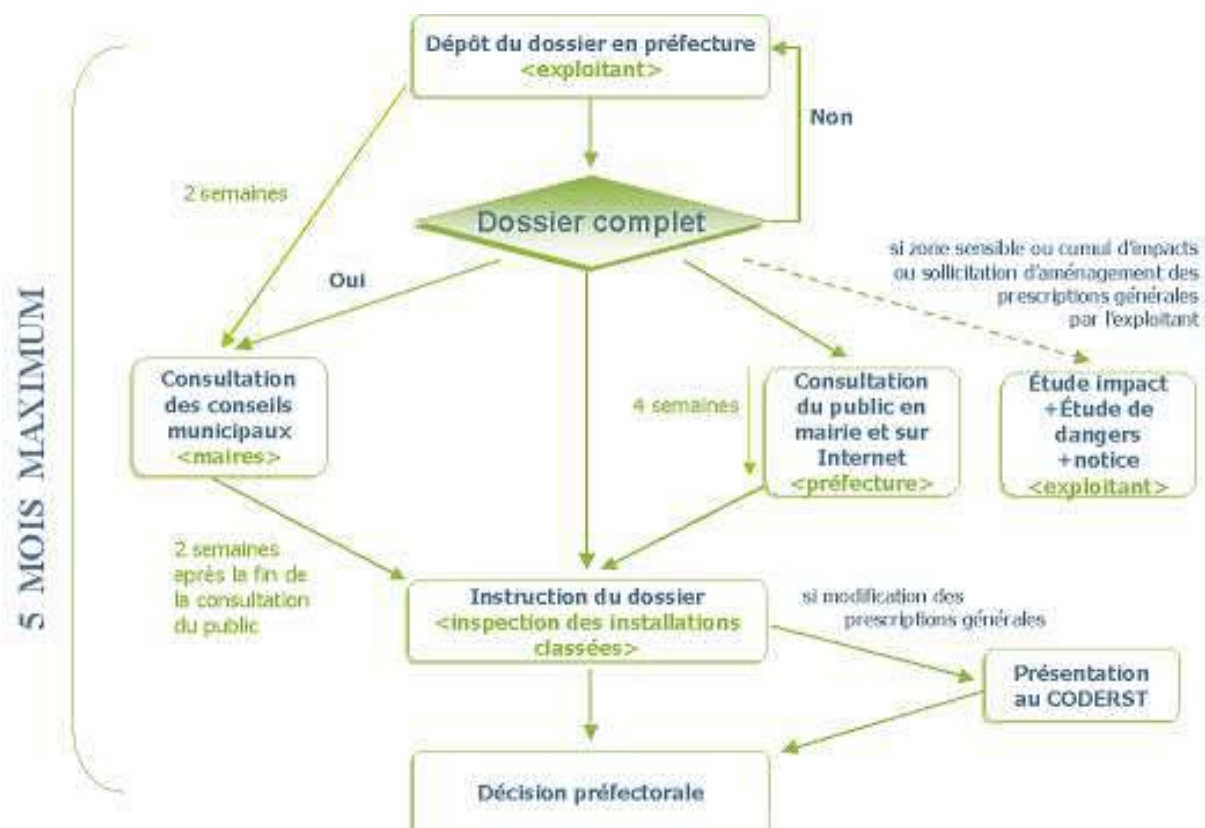 Dépôt du dossier en préfecture
<exploitant>
Non
2 semaines
Dossier complet
Oui
si zone sensible ou cumul d'impacts
ou sollicitation d'aménagement des
prescriptions générales
par l'exploitant
5 MOIS MAXIMUM
Consultation
des conseils
municipaux
<maires>
4 semaines
Consultation
du public en
mairie et sur
Internet
<préfecture>
Étude impact
+Étude de
dangers
+notice
<exploitant>
2 semaines
après la fin de
la consultation
du public
Instruction du dossier
<inspection des installations
classées>
si modification des
prescriptions générales
Présentation
au CODERST
Décision préfectorale